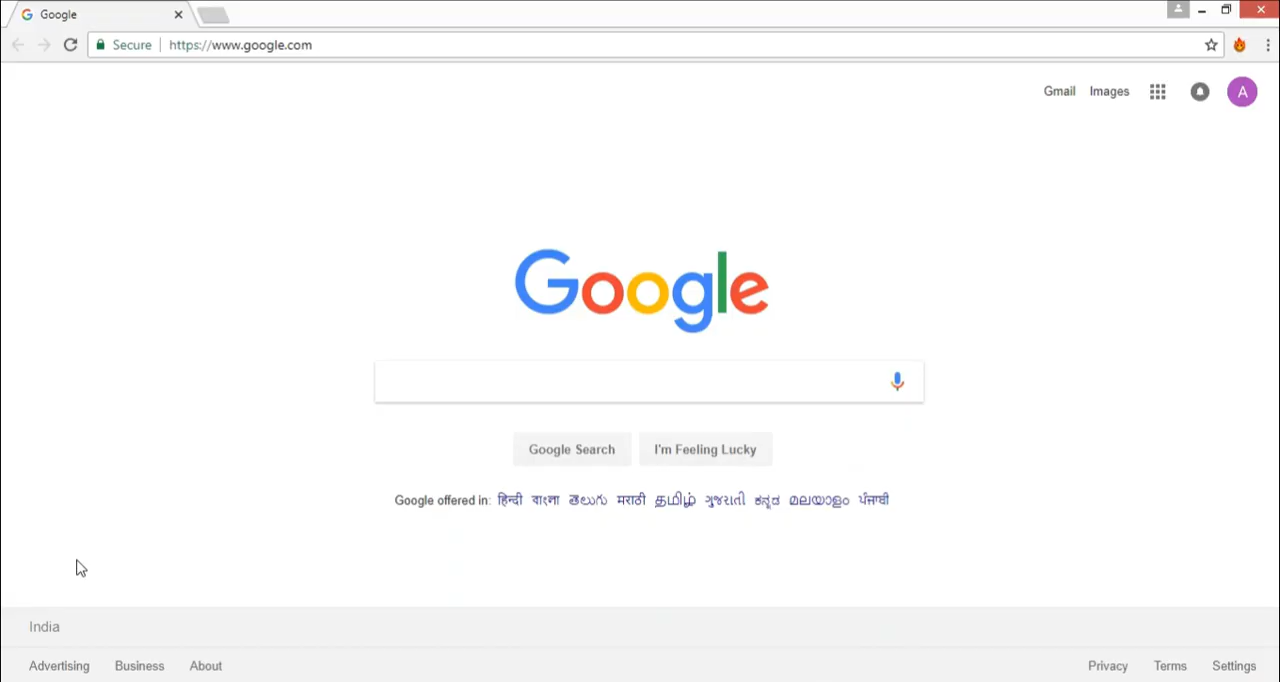 Google
Secure https://www.google.com
Gmail Images A
Google
Google Search I'm Feeling Lucky
Google offered in: हिन्दी বাংলা తెలుగు मराठी தமிழ் ગુજરાતી ಕನ್ನಡ മലയാളം ਪੰਜਾਬੀ
India
Advertising Business About Privacy Terms Settings